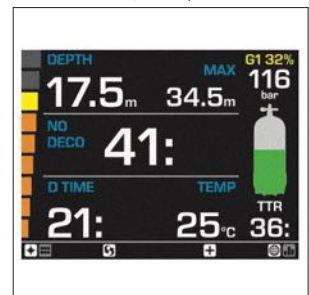 DEPTH MAX G1 32%
17.5m 34.5m 116
bar
NO
DECO 41:
D TIME TEMP TTR
21: 25°C 36: